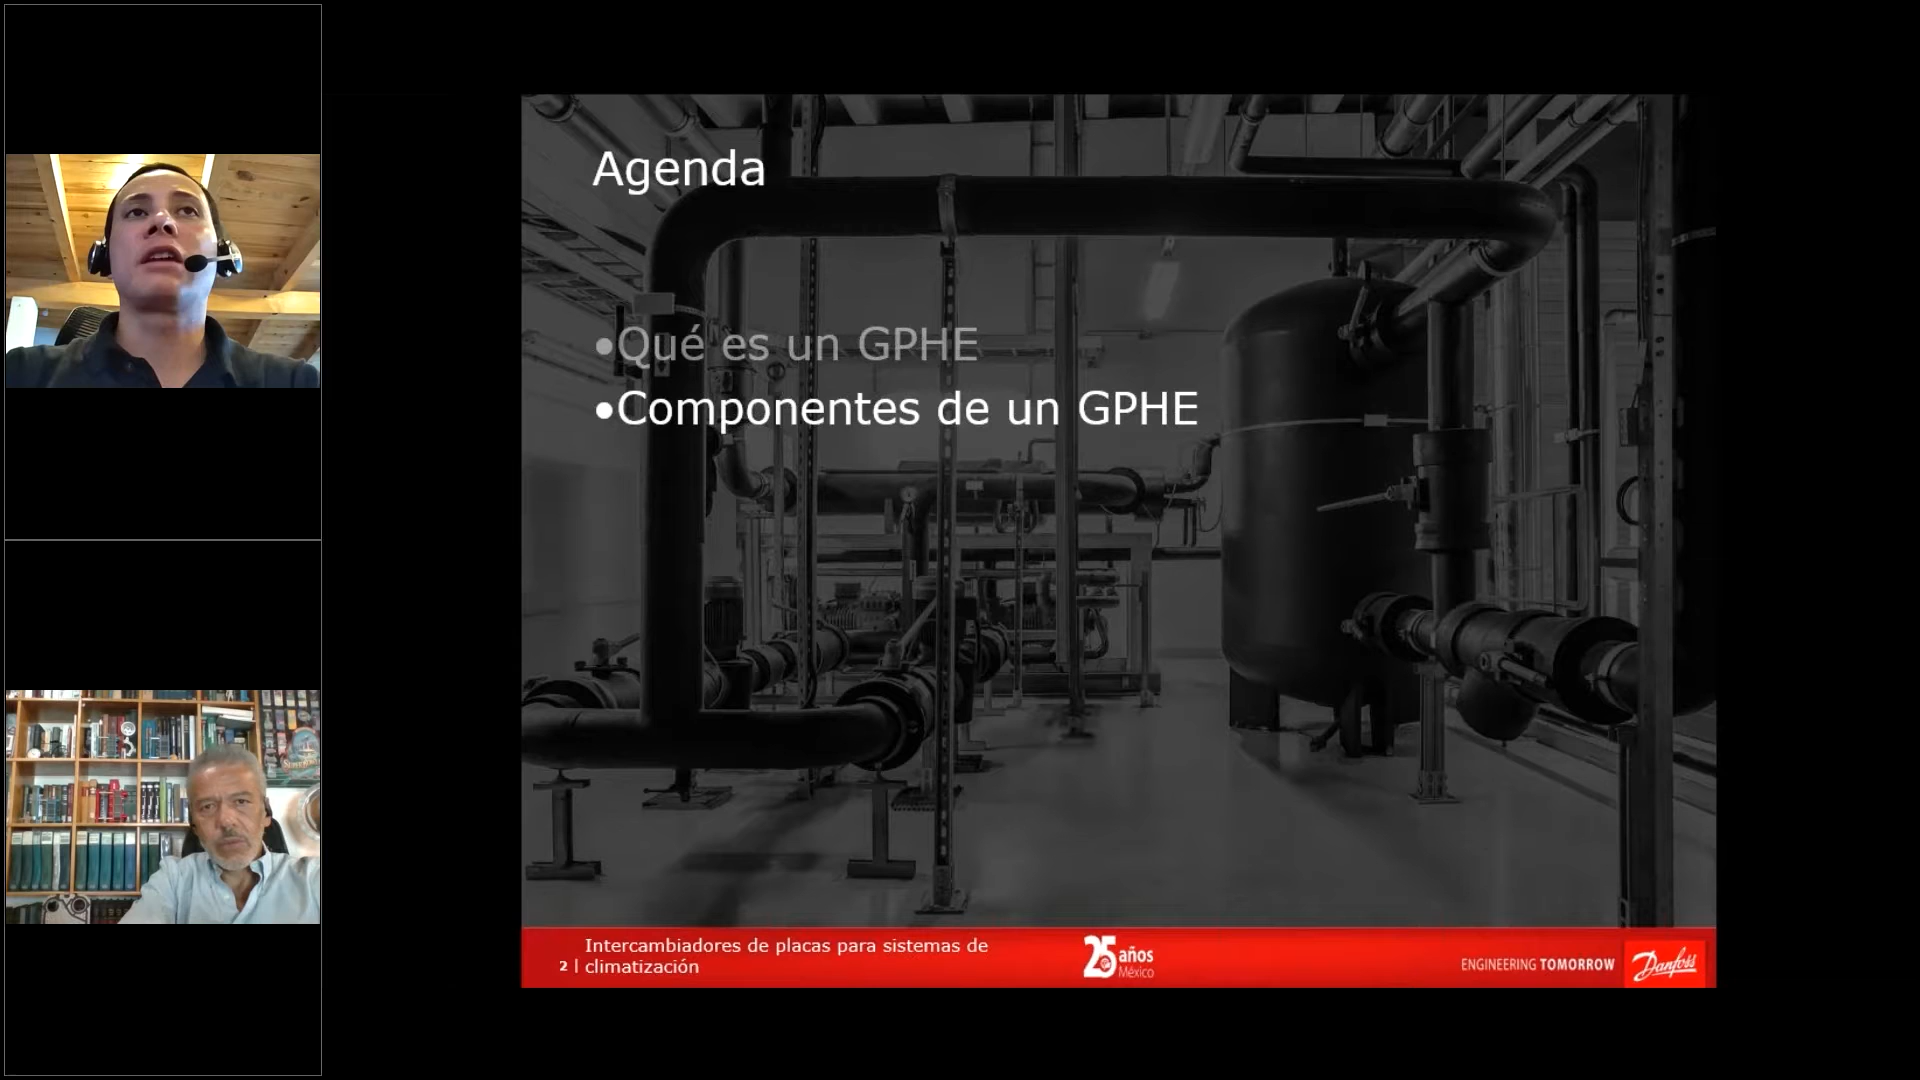 Agenda
•Qué es un GPHE
•Componentes de un GPHE
2 | Intercambiadores de placas para sistemas de
climatización
25 años
México
ENGINEERING TOMORROW
Danfoss